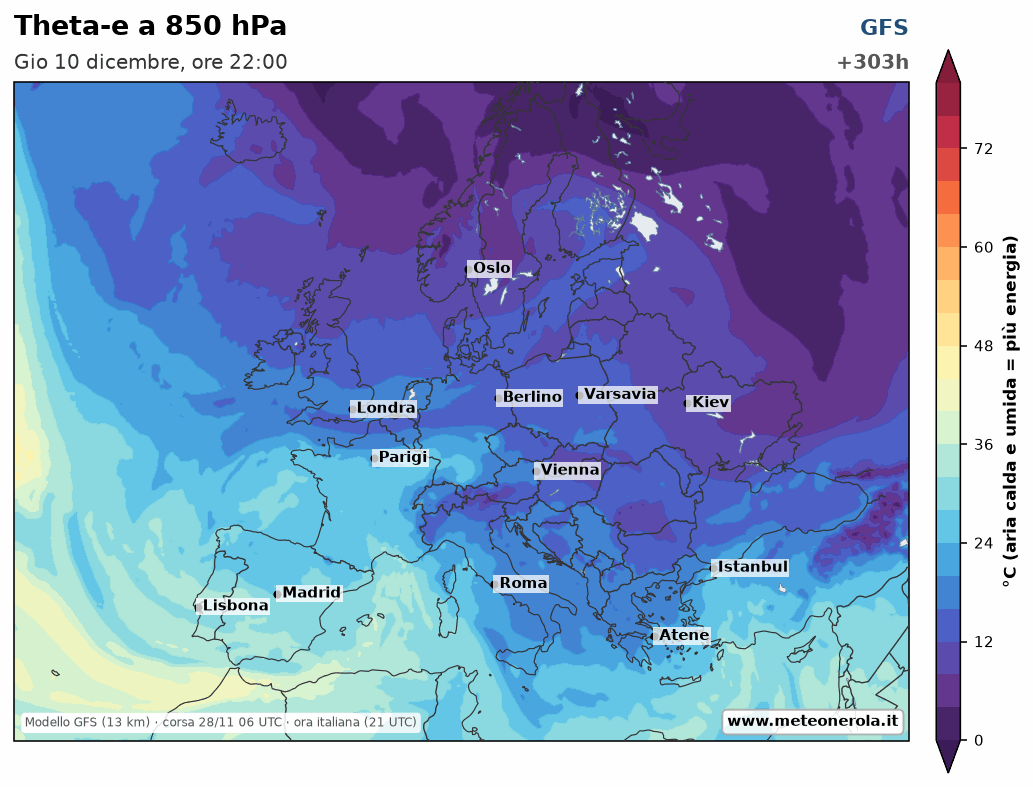 Theta-e a 850 hPa
GFS
Gio 10 dicembre, ore 22:00
+303h
Oslo
Londra
Berlino
Varsavia
Kiev
Parigi
Vienna
Istanbul
Roma
Madrid
Lisbona
Atene
Modello GFS (13 km) · corsa 28/11 06 UTC · ora italiana (21 UTC)
www.meteonerola.it
72
60
48
36
24
12
0
°C (aria calda e umida = più energia)